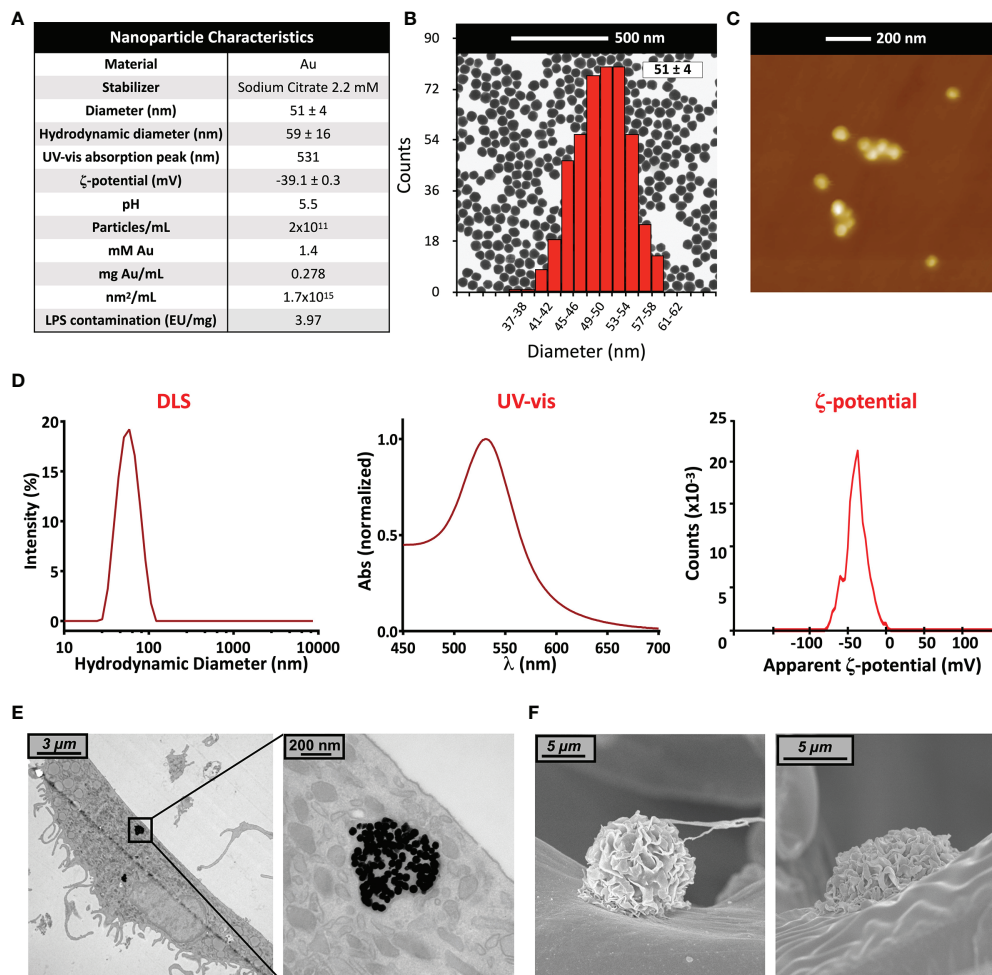 A
Nanoparticle Characteristics
Material Au
Stabilizer Sodium Citrate 2.2 mM
Diameter (nm) 51 ± 4
Hydrodynamic diameter (nm) 59 ± 16
UV-vis absorption peak (nm) 531
ζ-potential (mV) -39.1 ± 0.3
pH 5.5
Particles/mL 2x10¹¹
mM Au 1.4
mg Au/mL 0.278
nm²/mL 1.7x10¹⁵
LPS contamination (EU/mg) 3.97
B
500 nm
51 ± 4
Counts
90
72
54
36
18
0
37-38 41-42 45-46 49-50 53-54 57-58 61-62
Diameter (nm)
C
200 nm
D
DLS
Intensity (%)
20
15
10
5
0
10 100 1000 10000
Hydrodynamic Diameter (nm)
UV-vis
Abs (normalized)
1.0
0.5
0.0
450 500 550 600 650 700
λ (nm)
ζ-potential
Counts (x10⁻³)
25
20
15
10
5
0
-100 -50 0 50 100
Apparent ζ-potential (mV)
E
3 µm
200 nm
F
5 µm
5 µm